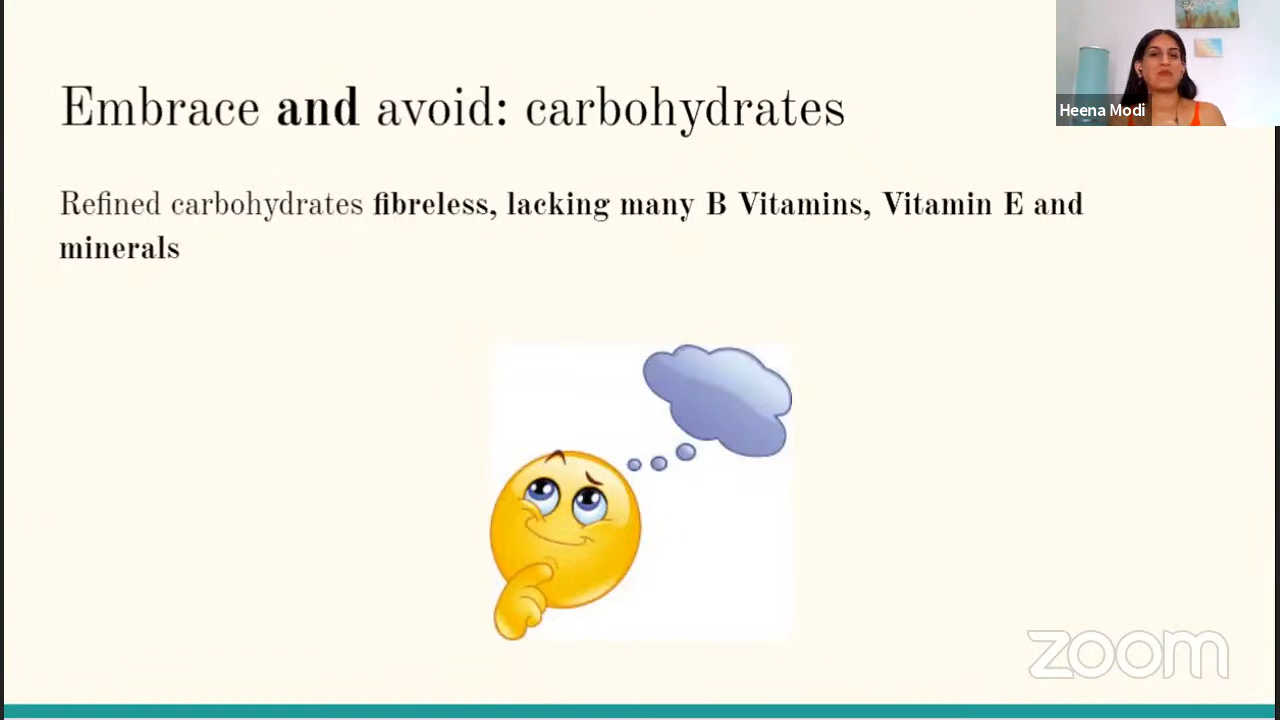 Embrace and avoid: carbohydrates
Heena Modi
Refined carbohydrates fibreless, lacking many B Vitamins, Vitamin E and
minerals
zoom